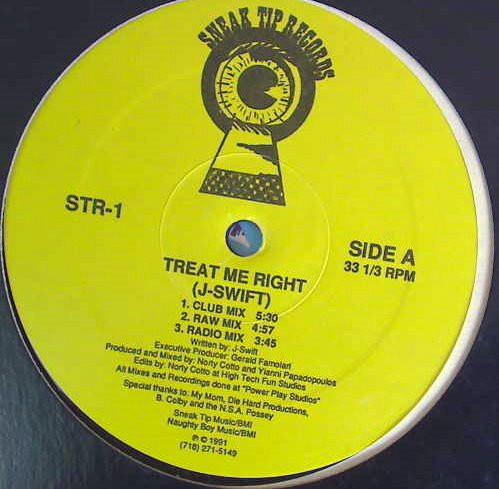 SNEAK TIP RECORDS
STR-1
SIDE A
33 1/3 RPM
TREAT ME RIGHT
(J-SWIFT)
1. CLUB MIX 5:30
2. RAW MIX 4:57
3. RADIO MIX 3:45
Written by: J-Swift
Executive Producer: Gerald Famolari
Produced and Mixed by: Norty Cotto and Yianni Papadopoulos
Edits by: Norty Cotto at High Tech Fun Studios
All Mixes and Recordings done at "Power Play Studios"
Special thanks to: My Mom, Die Hard Productions,
B. Colby and the N.S.A. Possey
Sneak Tip Music/BMI
Naughty Boy Music/BMI
℗ © 1991
(718) 271-5149